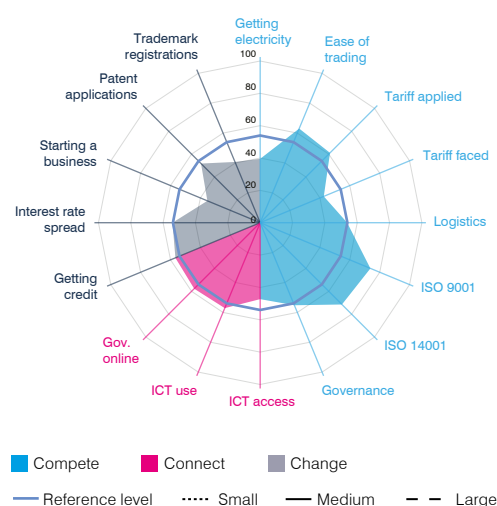 Getting
electricity
Ease of
trading
Tariff applied
Tariff faced
Logistics
ISO 9001
ISO 14001
Governance
ICT access
ICT use
Gov.
online
Getting
credit
Interest rate
spread
Starting a
business
Patent
applications
Trademark
registrations
100
80
60
40
20
0
Compete
Connect
Change
Reference level
Small
Medium
Large